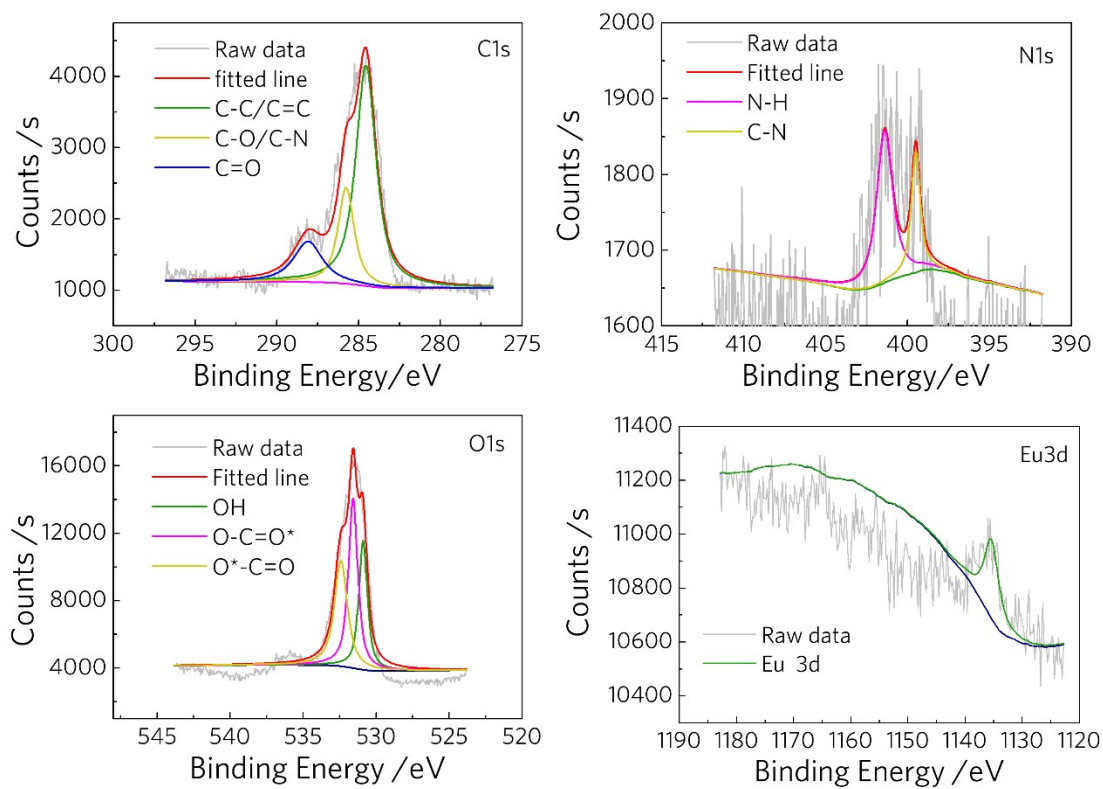 C1s
Raw data
fitted line
C-C/C=C
C-O/C-N
C=O
4000
3000
2000
1000
Counts /s
300 295 290 285 280 275
Binding Energy/eV
N1s
Raw data
Fitted line
N-H
C-N
2000
1900
1800
1700
1600
Counts /s
415 410 405 400 395 390
Binding Energy/eV
O1s
Raw data
Fitted line
OH
O-C=O*
O*-C=O
16000
12000
8000
4000
Counts /s
545 540 535 530 525 520
Binding Energy /eV
Eu3d
11400
11200
11000
10800
10600
10400
Counts /s
Raw data
Eu 3d
1190 1180 1170 1160 1150 1140 1130 1120
Binding Energy /eV